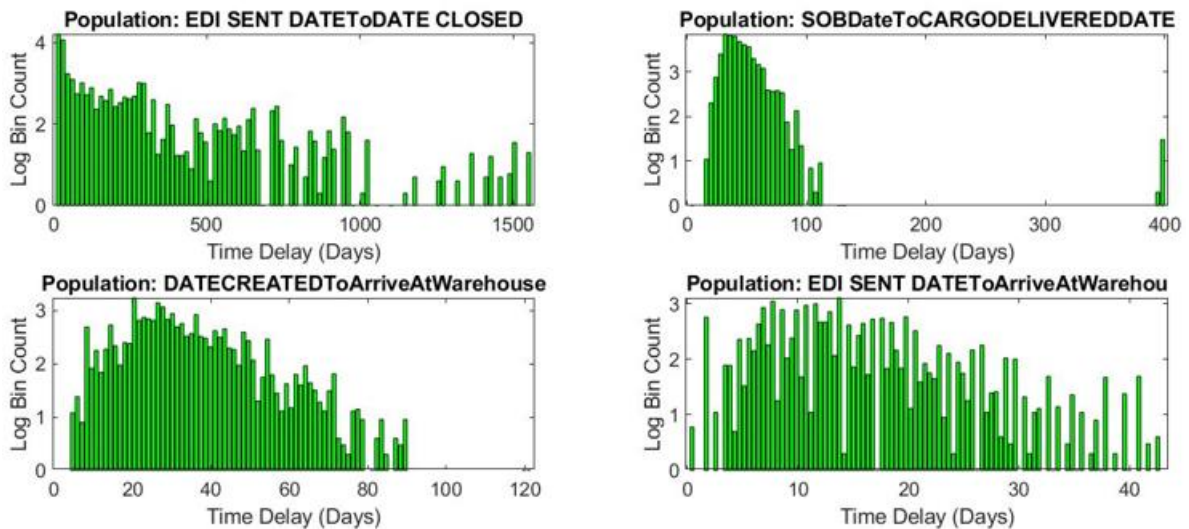 Population: EDI SENT DATEToDATE CLOSED
4
2
0
Log Bin Count
0 500 1000 1500
Time Delay (Days)
Population: SOBDateToCARGODELIVEREDDATE
3
2
1
0
Log Bin Count
0 100 200 300 400
Time Delay (Days)
Population: DATECREATEDToArriveAtWarehouse
3
2
1
0
Log Bin Count
0 20 40 60 80 100 120
Time Delay (Days)
Population: EDI SENT DATEToArriveAtWarehou
3
2
1
0
Log Bin Count
0 10 20 30 40
Time Delay (Days)